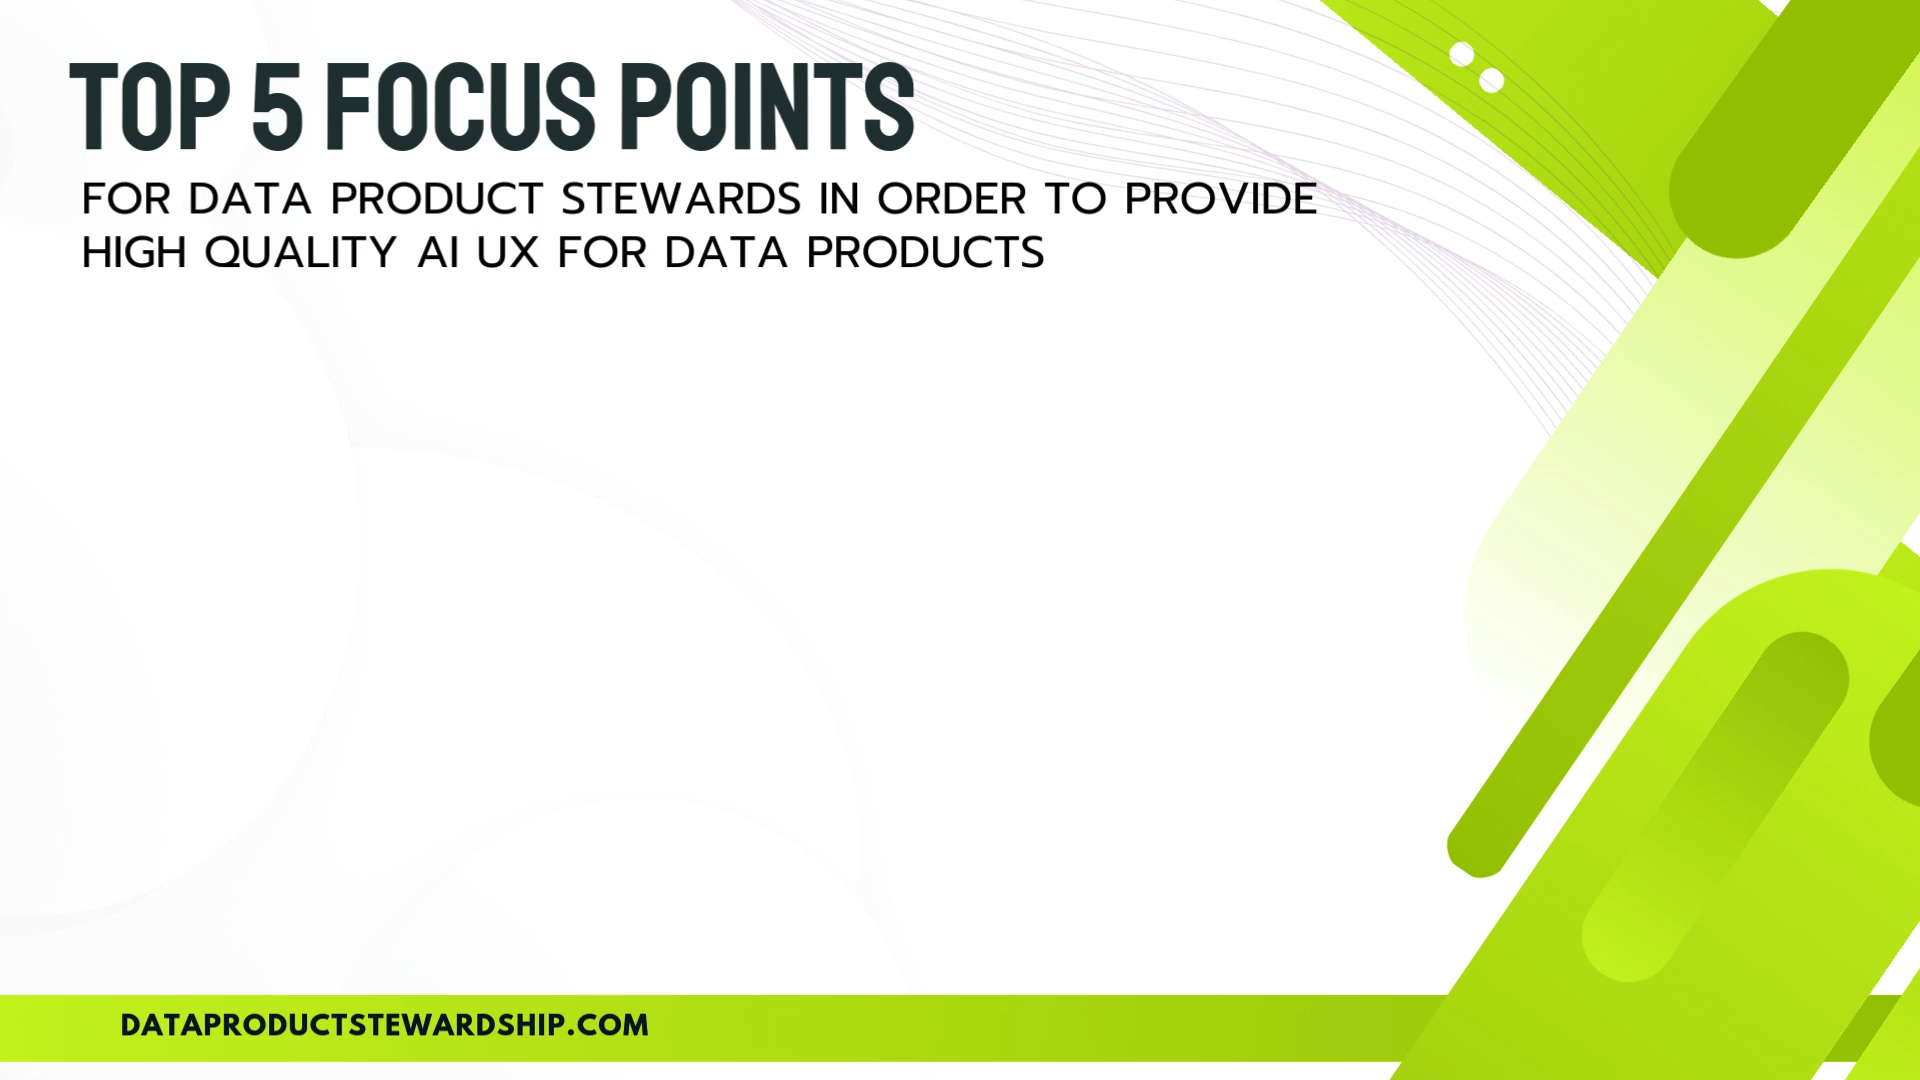 TOP 5 FOCUS POINTS
FOR DATA PRODUCT STEWARDS IN ORDER TO PROVIDE
HIGH QUALITY AI UX FOR DATA PRODUCTS
DATAPRODUCTSTEWARDSHIP.COM